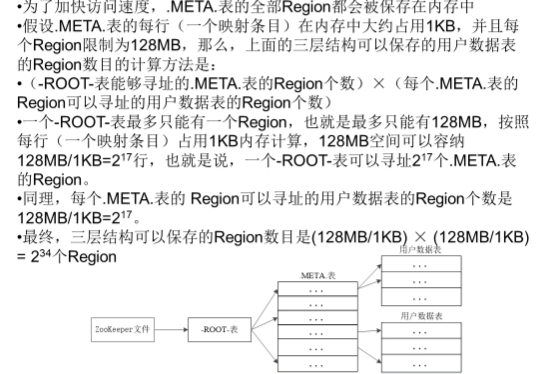 •为了加快访问速度，.META.表的全部Region都会被保存在内存中
•假设.META.表的每行（一个映射条目）在内存中大约占用1KB，并且每
个Region限制为128MB，那么，上面的三层结构可以保存的用户数据表
的Region数目的计算方法是：
•（-ROOT-表能够寻址的.META.表的Region个数）×（每个.META.表的
Region可以寻址的用户数据表的Region个数）
•一个-ROOT-表最多只能有一个Region，也就是最多只能有128MB，按照
每行（一个映射条目）占用1KB内存计算，128MB空间可以容纳
128MB/1KB=2¹⁷行，也就是说，一个-ROOT-表可以寻址2¹⁷个.META.表
的Region。
•同理，每个.META.表的 Region可以寻址的用户数据表的Region个数是
128MB/1KB=2¹⁷。
•最终，三层结构可以保存的Region数目是(128MB/1KB) × (128MB/1KB)
= 2³⁴个Region
用户数据表
...
...
...
.META.表
...
...
...
...
...
...
ZooKeeper文件
-ROOT-表
用户数据表
...
...
...